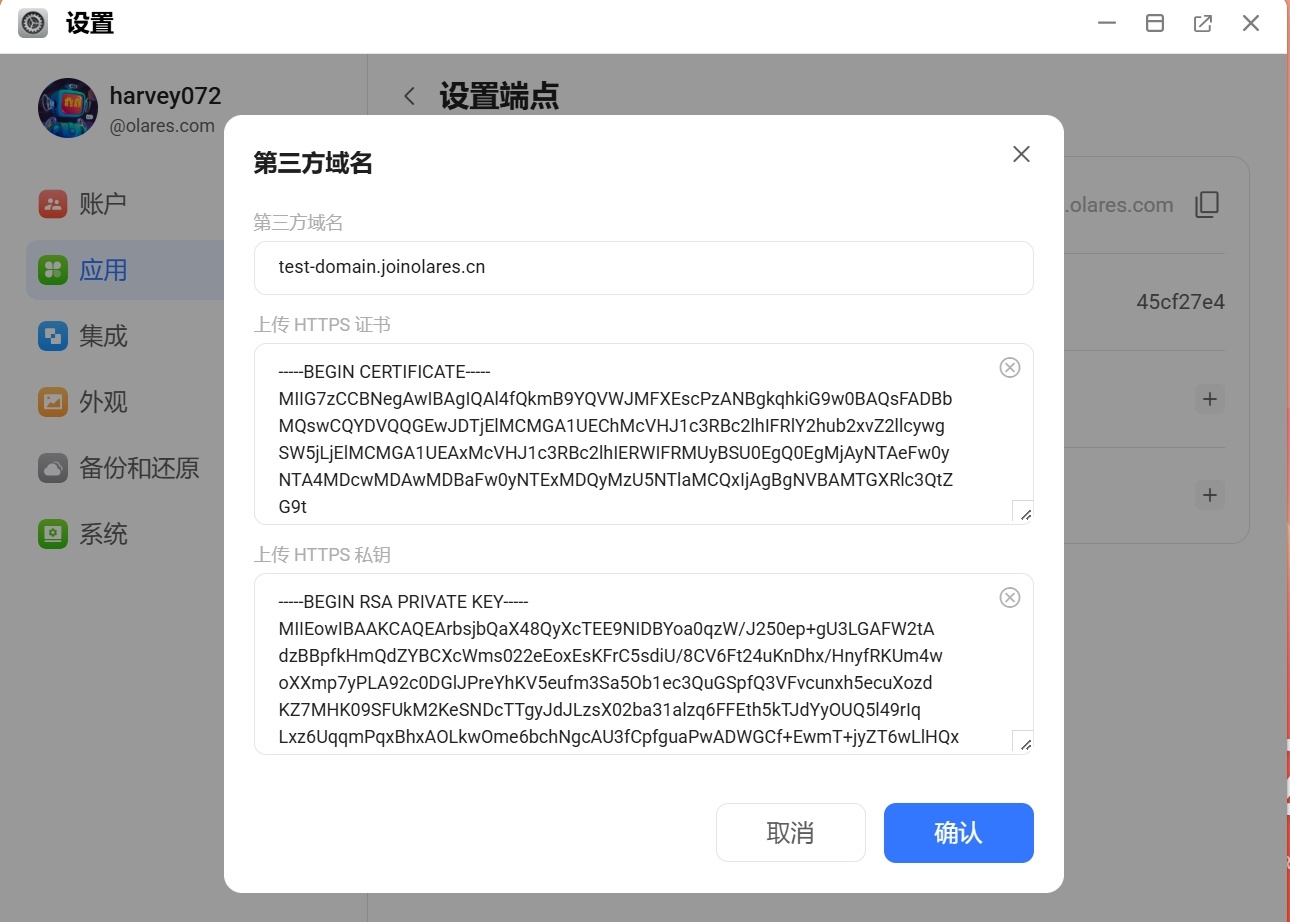 设置
harvey072
@olares.com
账户
应用
集成
外观
备份和还原
系统
设置端点
.olares.com
45cf27e4
第三方域名
第三方域名
test-domain.joinolares.cn
上传 HTTPS 证书
-----BEGIN CERTIFICATE-----
MIIG7zCCBNegAwIBAgIQAl4fQkmB9YQVWJMFXEscPzANBgkqhkiG9w0BAQsFADBb
MQswCQYDVQQGEwJDTjElMCMGA1UEChMcVHJ1c3RBc2lhIFRlY2hub2xvZ2llcywg
SW5jLjElMCMGA1UEAxMcVHJ1c3RBc2lhIERWIFRMUyBSU0EgQ0EgMjAyNTAeFw0y
NTA4MDcwMDAwMDBaFw0yNTExMDQyMzU5NTlaMCQxIjAgBgNVBAMTGXRlc3QtZ
G9t
上传 HTTPS 私钥
-----BEGIN RSA PRIVATE KEY-----
MIIEowIBAAKCAQEArbsjbQaX48QyXcTEE9NIDBYoa0qzW/J250ep+gU3LGAFW2tA
dzBBpfkHmQdZYBCXcWms022eEoxEsKFrC5sdiU/8CV6Ft24uKnDhx/HnyfRKUm4w
oXXmp7yPLA92c0DGlJPreYhKV5eufm3Sa5Ob1ec3QuGSpfQ3VFvcunxh5ecuXozd
KZ7MHK09SFUkM2KeSNDcTTgyJdJLzsX02ba31alzq6FFEth5kTJdYyOUQ5l49rIq
Lxz6UqqmPqxBhxAOLkwOme6bchNgcAU3fCpfguaPwADWGCf+EwmT+jyZT6wLlHQx
取消
确认